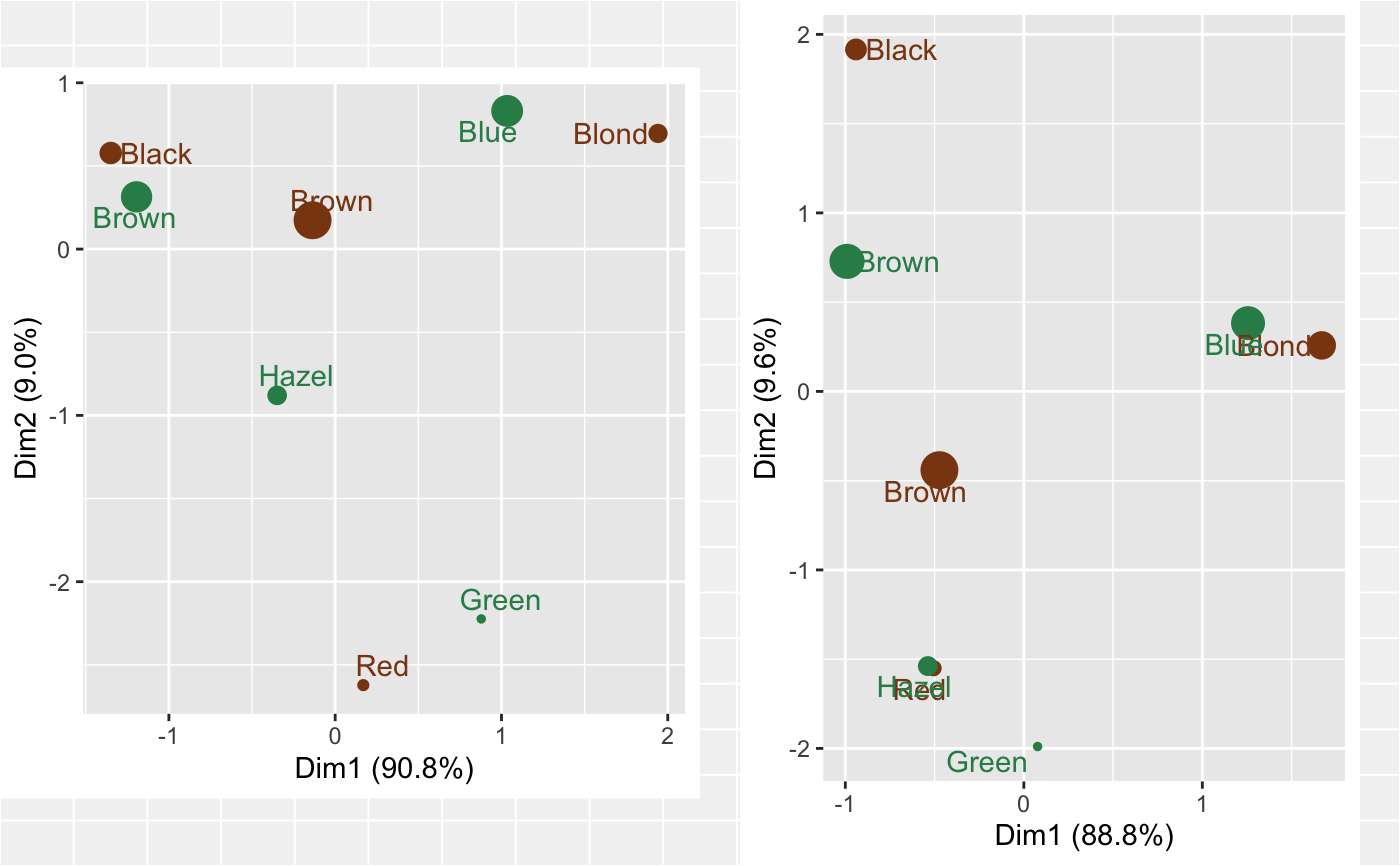 1
0
-1
-2
Dim2 (9.0%)
Black
Brown
Brown
Blue
Blond
Hazel
Green
Red
-1
0
1
2
Dim1 (90.8%)
2
1
0
-1
-2
Dim2 (9.6%)
Black
Brown
Blue
Blond
Brown
Hazel
Red
Green
-1
0
1
Dim1 (88.8%)